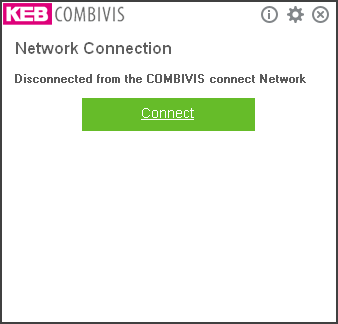 KEB COMBIVIS
Network Connection
Disconnected from the COMBIVIS connect Network
Connect